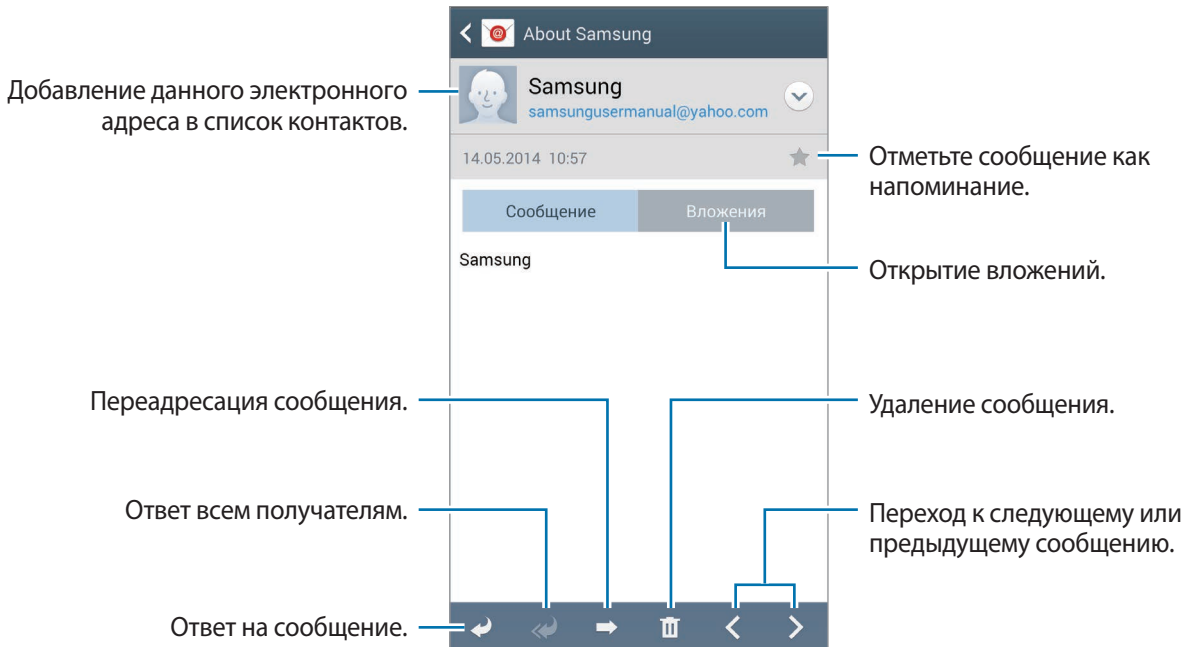 About Samsung
Добавление данного электронного
адреса в список контактов.
Samsung
samsungusermanual@yahoo.com
14.05.2014 10:57
Отметьте сообщение как
напоминание.
Сообщение
Вложения
Samsung
Открытие вложений.
Переадресация сообщения.
Удаление сообщения.
Ответ всем получателям.
Переход к следующему или
предыдущему сообщению.
Ответ на сообщение.